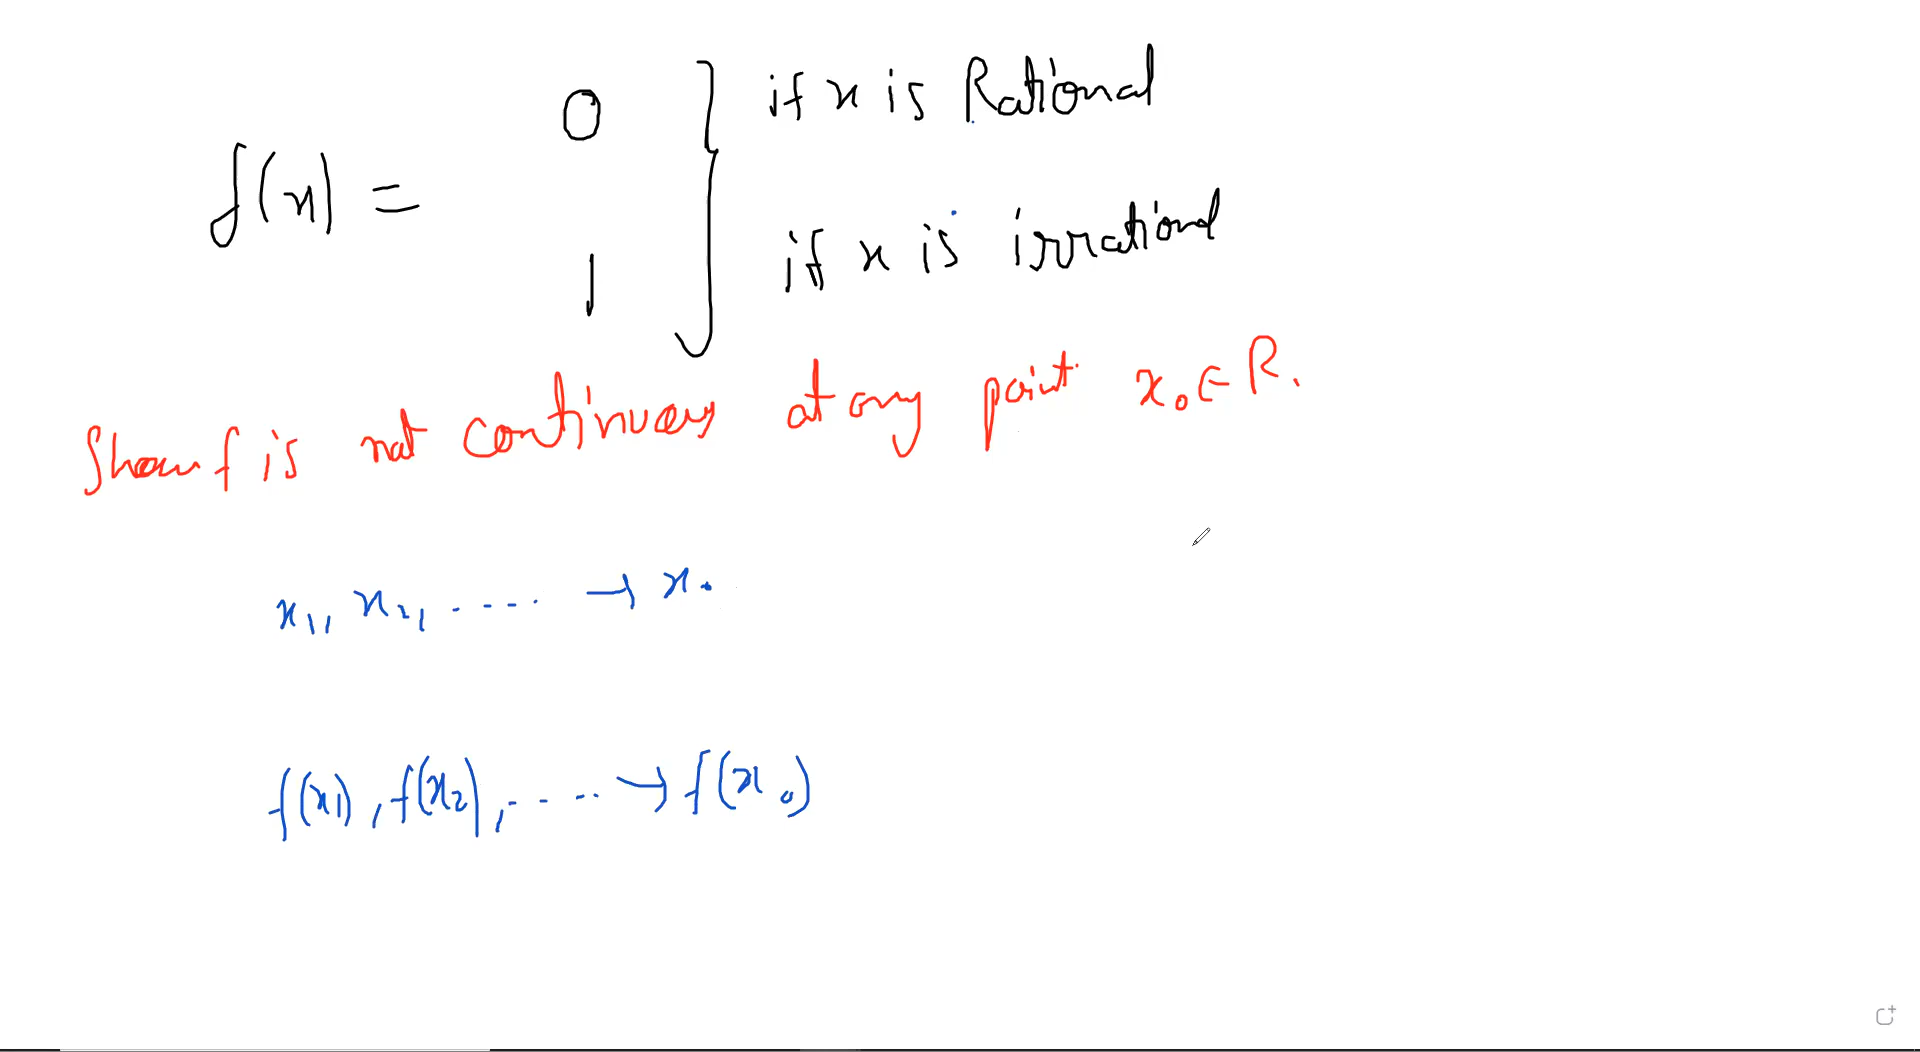 0 if x is Rational
f(x) =
1 if x is irrational
Show f is not continuous at any point x₀ ∈ R.
x₁, x₂, ..... → x₀
f(x₁), f(x₂), ..... → f(x₀)